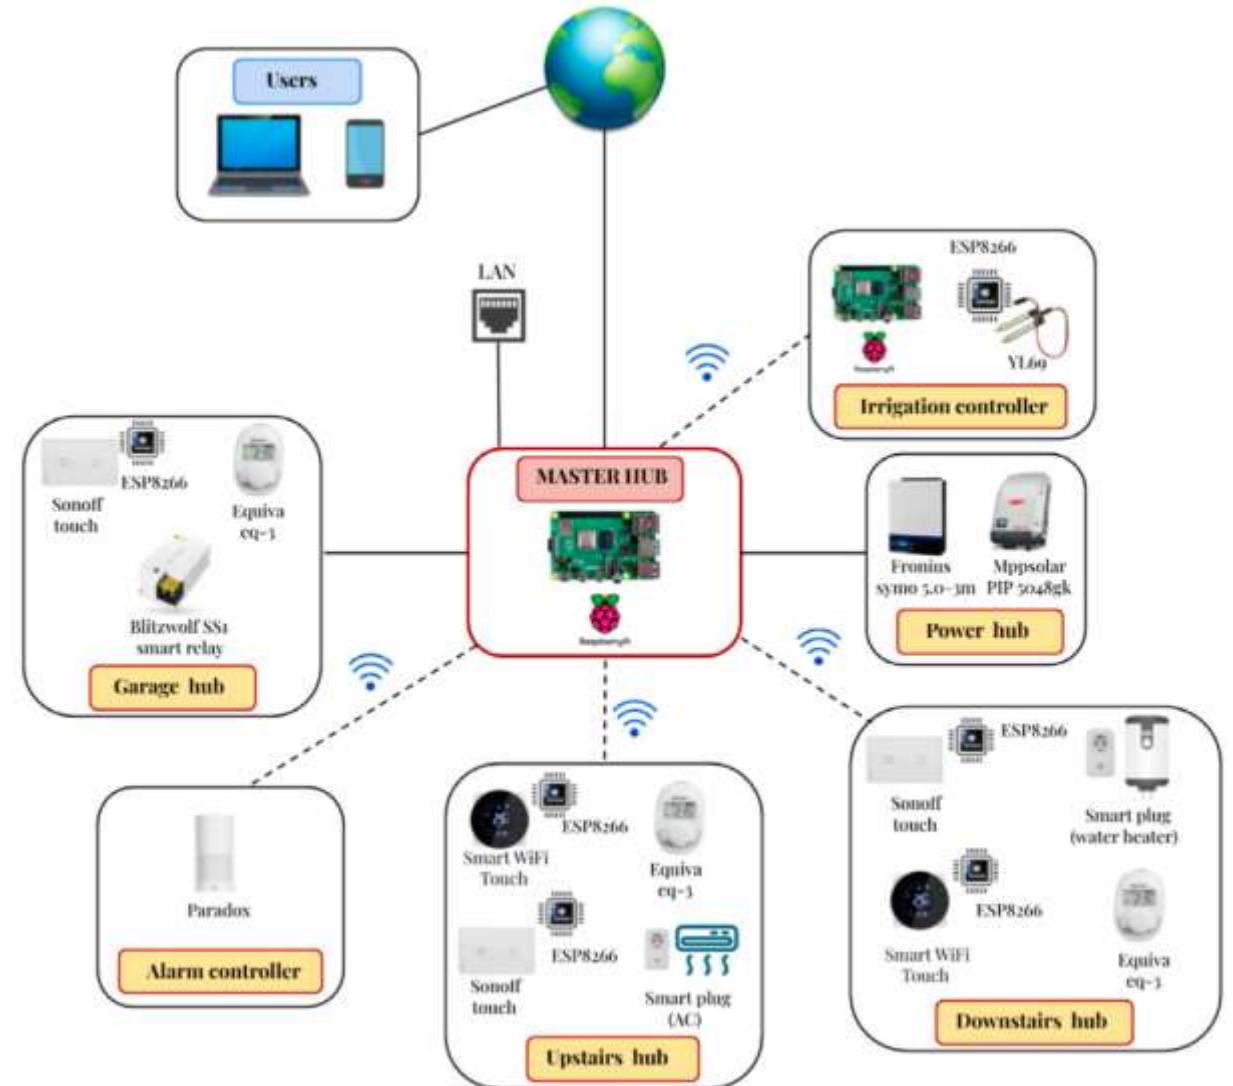 Users
LAN
ESP8266
YL69
Irrigation controller
MASTER HUB
ESP8266
Sonoff
touch
Equiva
eq-3
Blitzwolf SS1
smart relay
Garage hub
Fronius
symo 5.0-3m
Mppsolar
PIP 5048gk
Power hub
Paradox
Alarm controller
ESP8266
Smart WiFi
Touch
Equiva
eq-3
ESP8266
Sonoff
touch
Smart plug
(AC)
Upstairs hub
ESP8266
Sonoff
touch
Smart plug
(water heater)
ESP8266
Smart WiFi
Touch
Equiva
eq-3
Downstairs hub